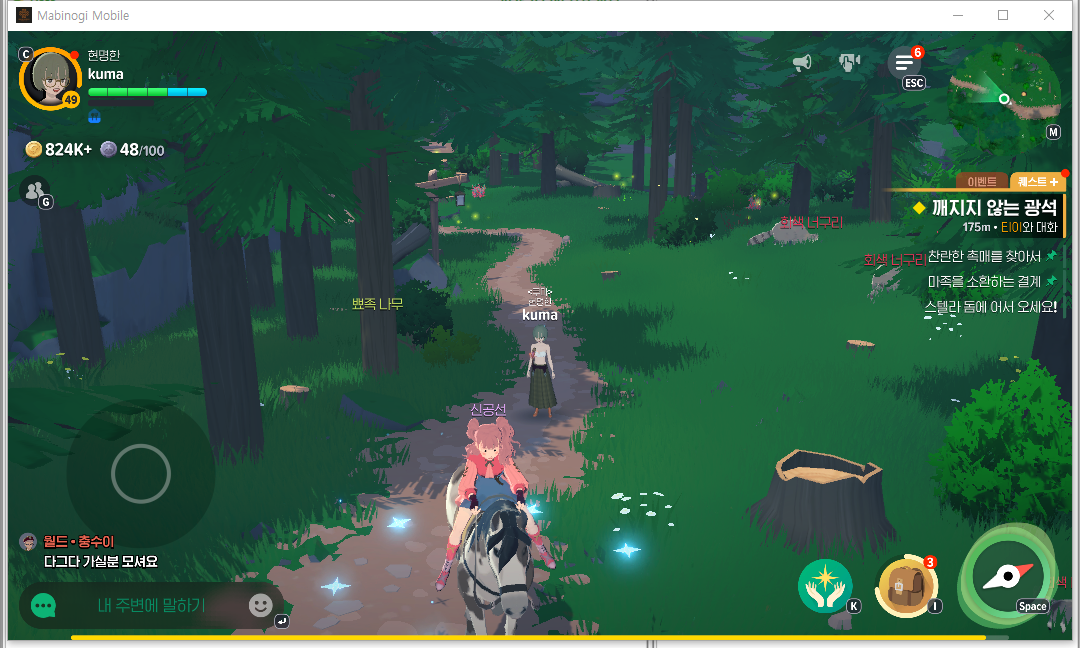 Mabinogi Mobile
C
현명한
kuma
49
6
ESC
M
824K+ 48/100
G
이벤트
퀘스트 +
깨지지 않는 광석
175m • 티이와 대화
찬란한 촉매를 찾아서
마족을 소환하는 결계
스텔라 돔에 어서 오세요!
회색 너구리
회색 너구리
뾰족 나무
현명한
kuma
신공선
월드 • 충수이
다그다 가실분 모셔요
내 주변에 말하기
K
3
I
Space